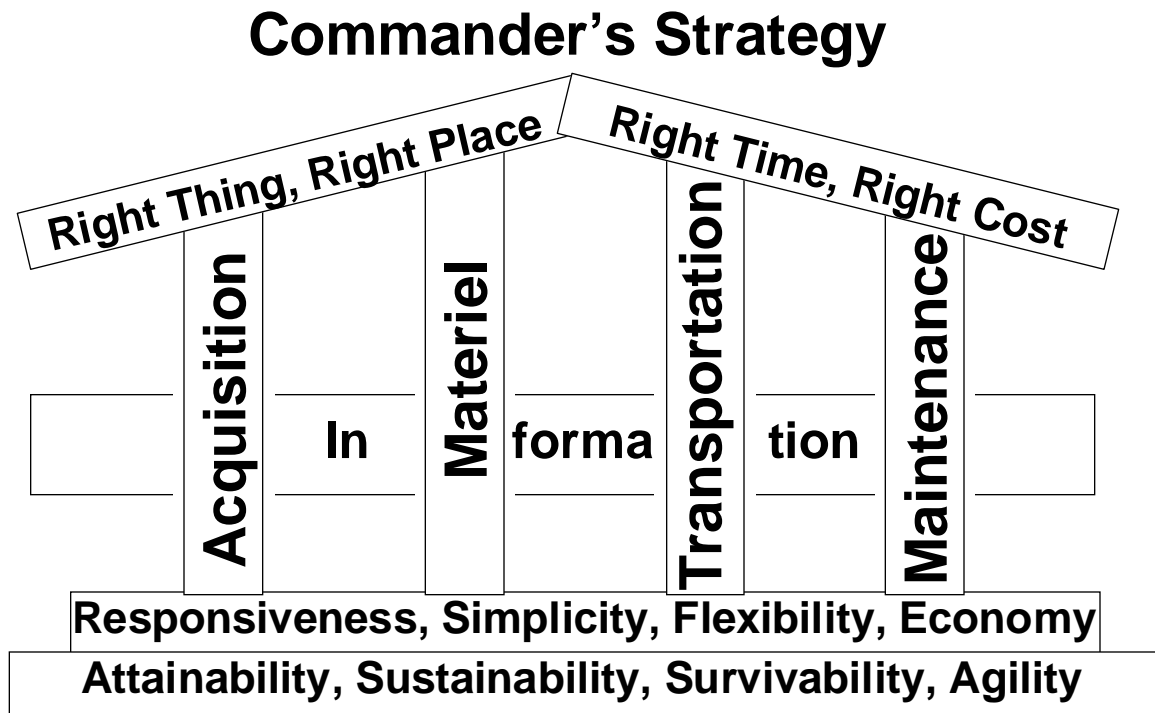 Commander’s Strategy
Right Thing, Right Place
Right Time, Right Cost
Acquisition
Materiel
Transportation
Maintenance
In forma tion
Responsiveness, Simplicity, Flexibility, Economy
Attainability, Sustainability, Survivability, Agility